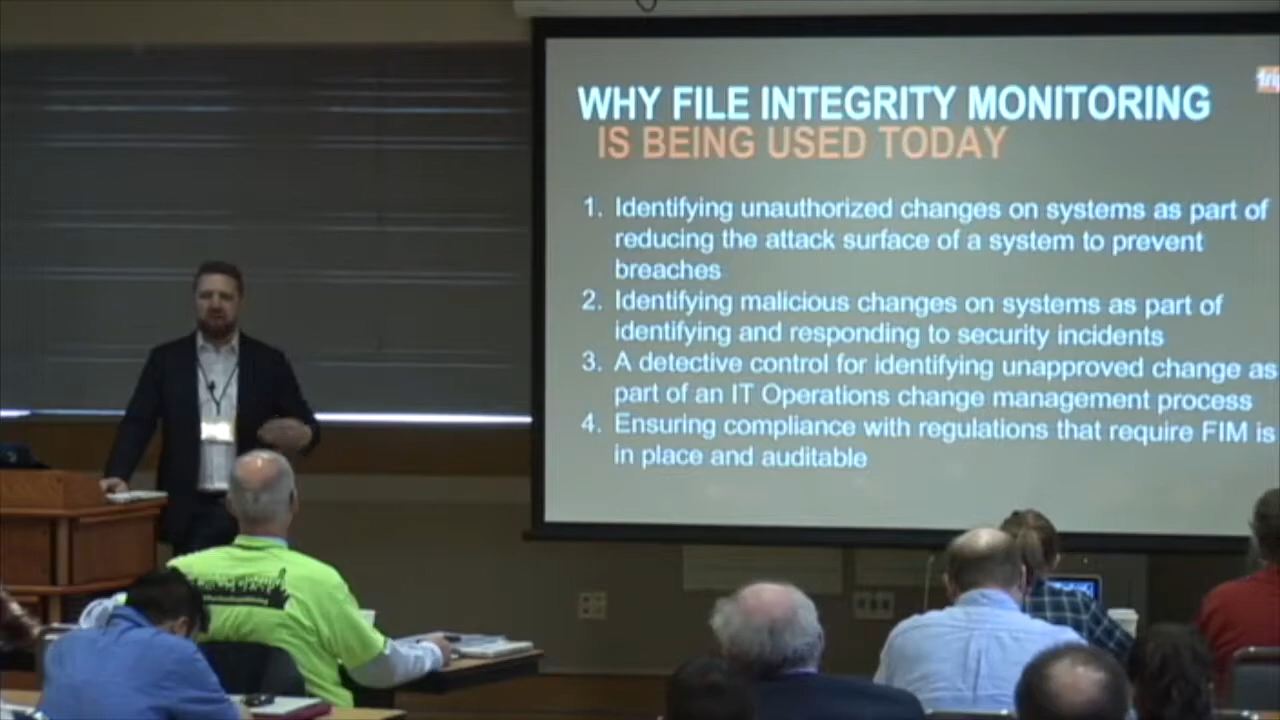 WHY FILE INTEGRITY MONITORING
IS BEING USED TODAY
1. Identifying unauthorized changes on systems as part of
reducing the attack surface of a system to prevent
breaches
2. Identifying malicious changes on systems as part of
identifying and responding to security incidents
3. A detective control for identifying unapproved change as
part of an IT Operations change management process
4. Ensuring compliance with regulations that require FIM is
in place and auditable